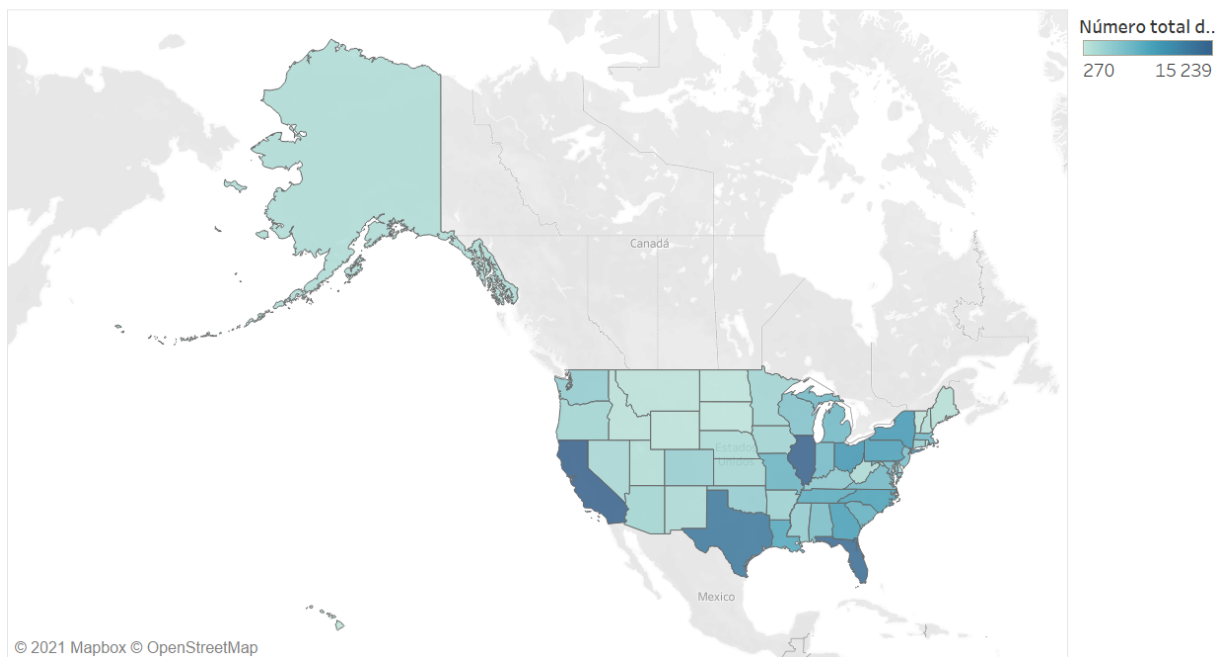 Número total d..
270 15 239
Canadá
Estados
Unidos
Mexico
© 2021 Mapbox © OpenStreetMap